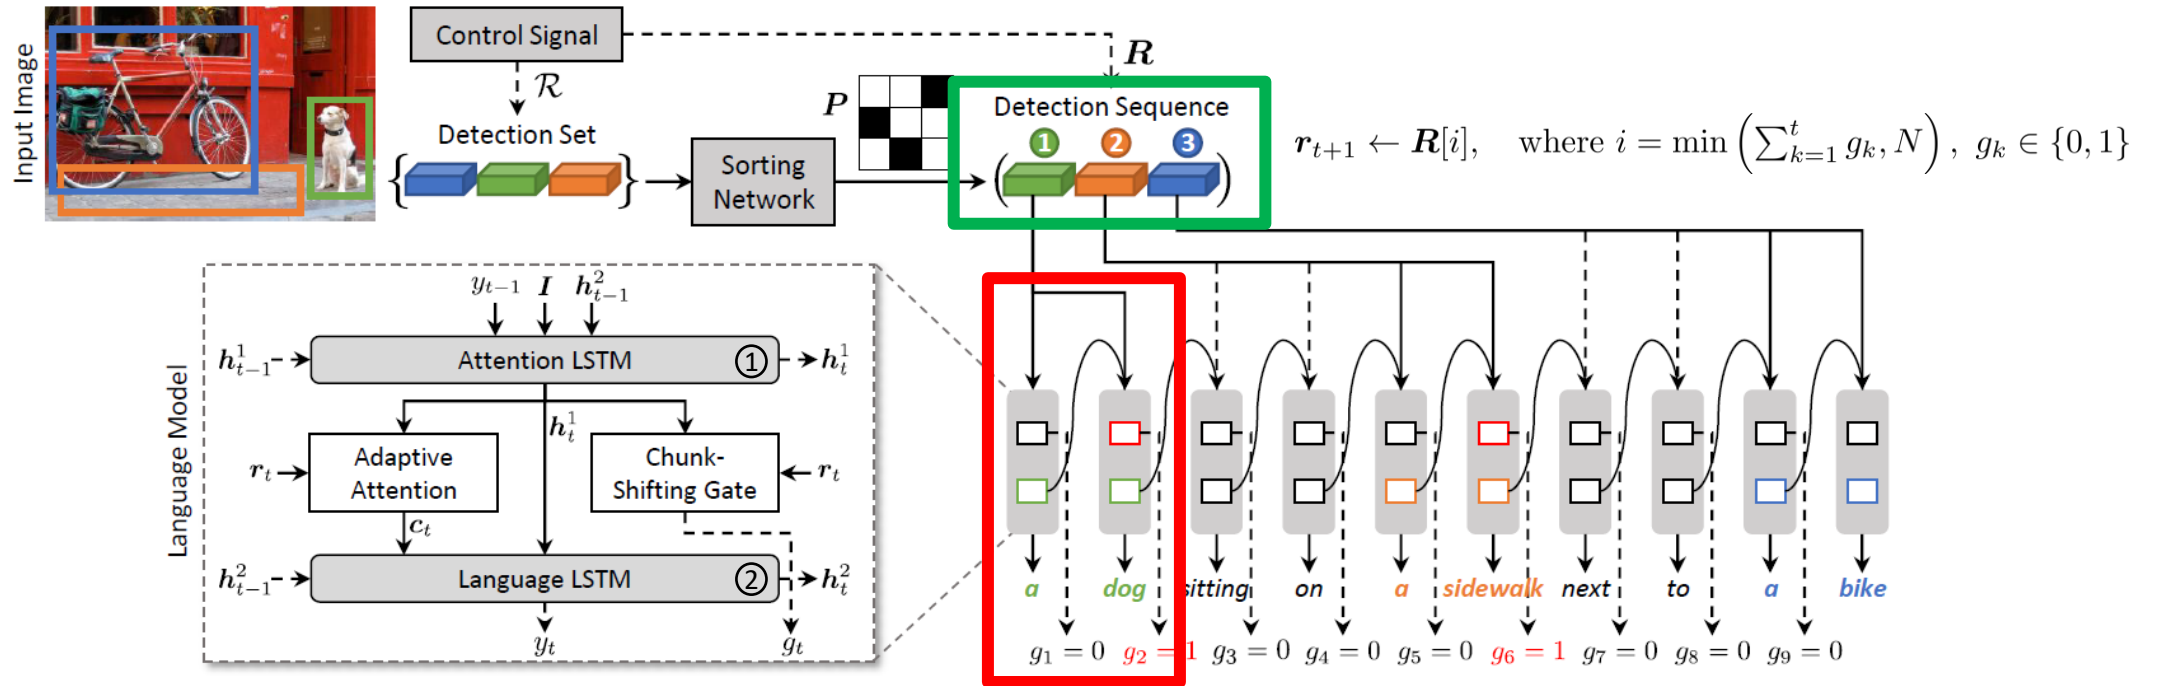 Input Image
Control Signal
R
R
Detection Set
{ }
Sorting
Network
P
Detection Sequence
1 2 3
( )
r_{t+1} ← R[i], where i = min (∑_{k=1}^{t} g_k, N), g_k ∈ {0, 1}
Language Model
y_{t−1} I h^2_{t−1}
h^1_{t−1} Attention LSTM 1 h^1_t
h^1_t
r_t Adaptive
Attention
Chunk-
Shifting Gate r_t
c_t
h^2_{t−1} Language LSTM 2 h^2_t
y_t g_t
a dog sitting on a sidewalk next to a bike
g_1 = 0 g_2 = 1 g_3 = 0 g_4 = 0 g_5 = 0 g_6 = 1 g_7 = 0 g_8 = 0 g_9 = 0